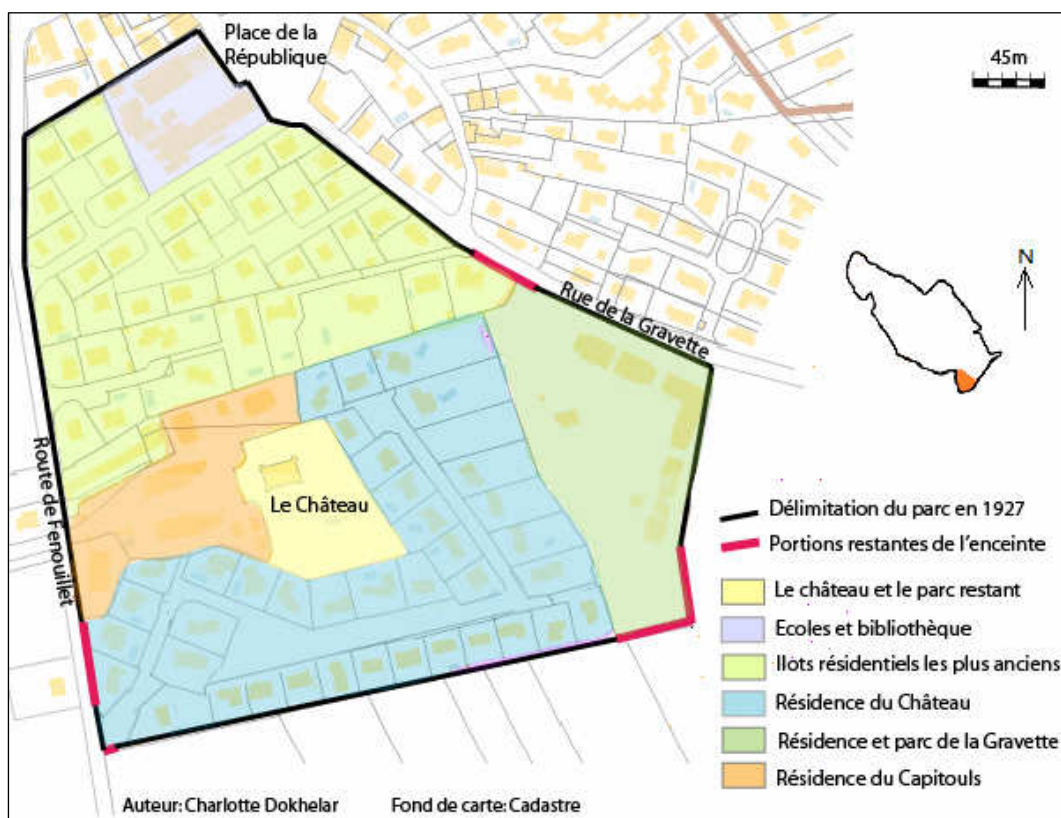 Place de la
République
45m
N
Rue de la Gravette
Route de Fenouillet
Le Château
Délimitation du parc en 1927
Portions restantes de l'enceinte
Le château et le parc restant
Ecoles et bibliothèque
Ilôts résidentiels les plus anciens
Résidence du Château
Résidence et parc de la Gravette
Résidence du Capitouls
Auteur: Charlotte Dokhelar
Fond de carte: Cadastre